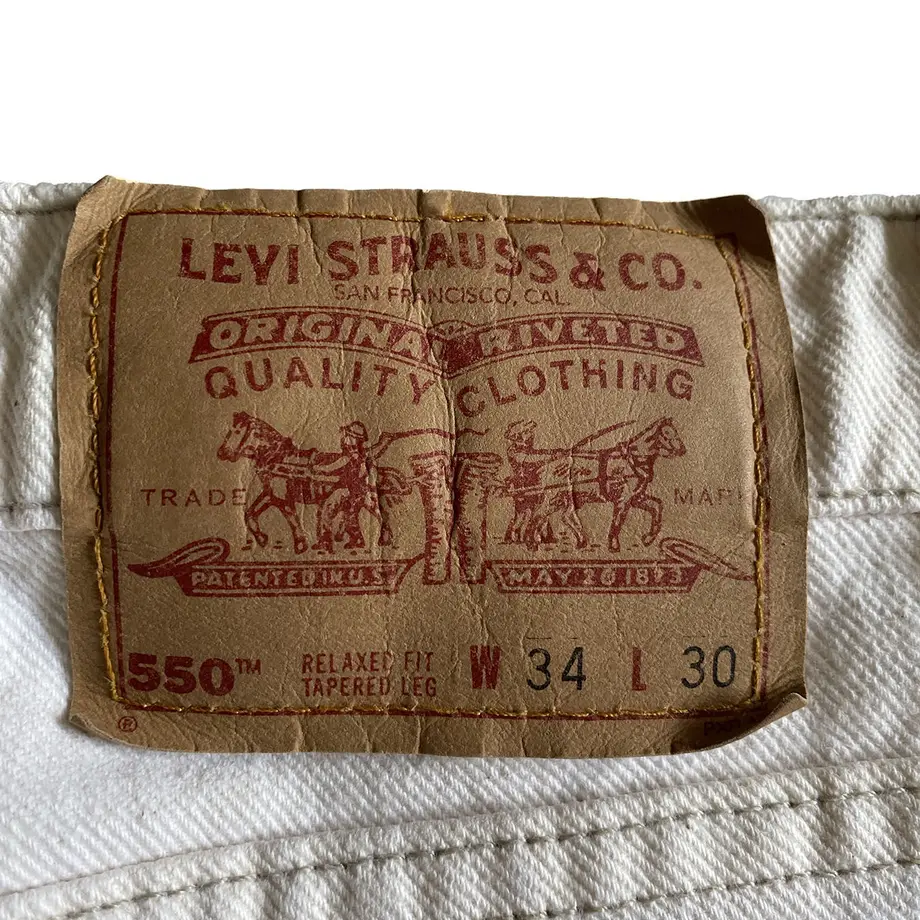 LEVI STRAUSS & CO.
SAN FRANCISCO, CAL.
ORIGINAL RIVETED
QUALITY CLOTHING
TRADE MARK
PATENTED IN U.S. MAY 20 1873
550™ RELAXED FIT TAPERED LEG W 34 L 30
®